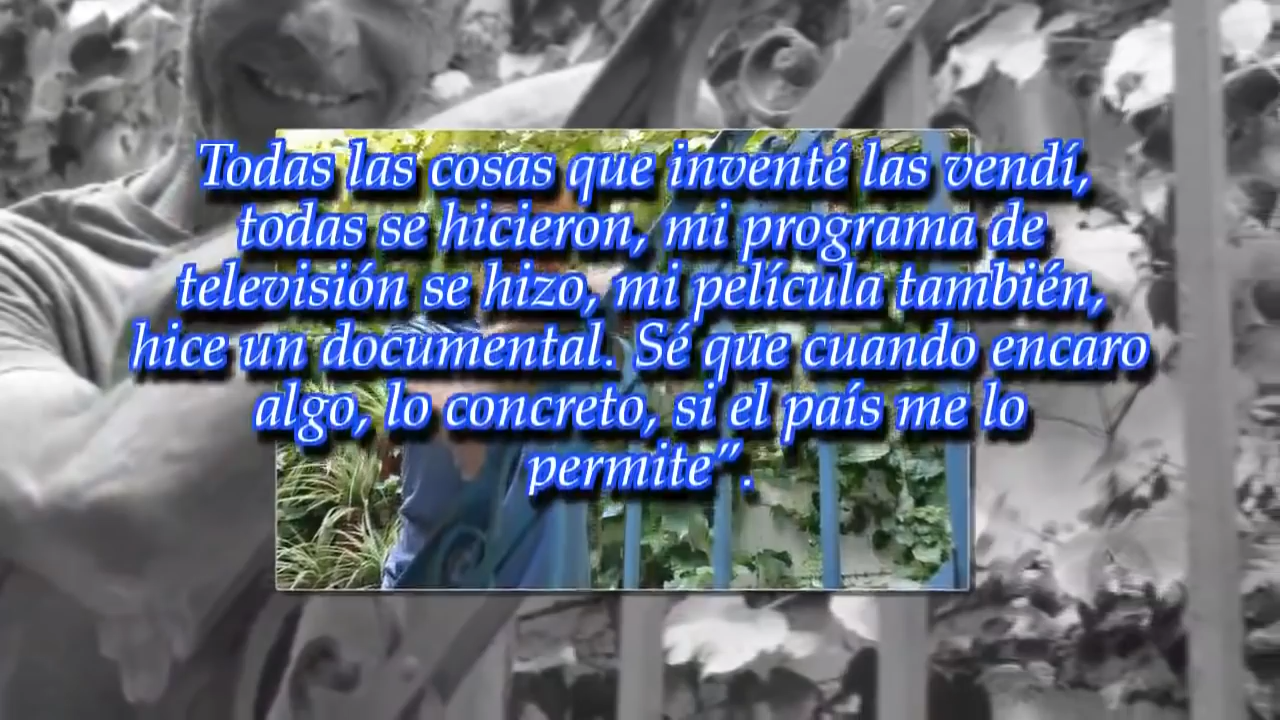 Todas las cosas que inventé las vendí,
todas se hicieron, mi programa de
televisión se hizo, mi película también,
hice un documental. Sé que cuando encaro
algo, lo concreto, si el país me lo
permite”.